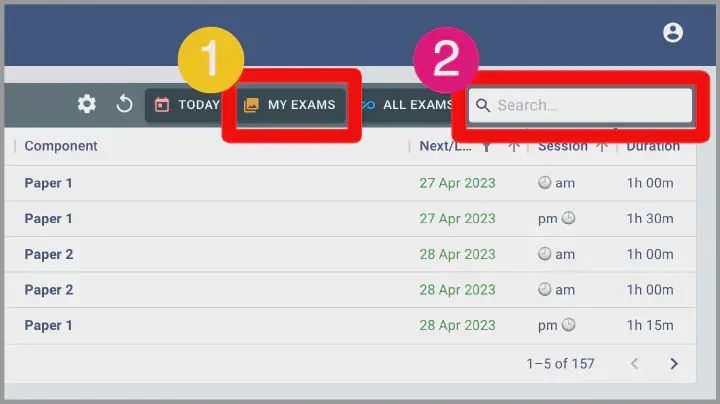 1
2
TODAY MY EXAMS ALL EXAMS Search...
Component Next/L... Session Duration
Paper 1 27 Apr 2023 am 1h 00m
Paper 1 27 Apr 2023 pm 1h 30m
Paper 2 28 Apr 2023 am 1h 00m
Paper 2 28 Apr 2023 am 1h 00m
Paper 1 28 Apr 2023 pm 1h 15m
1–5 of 157